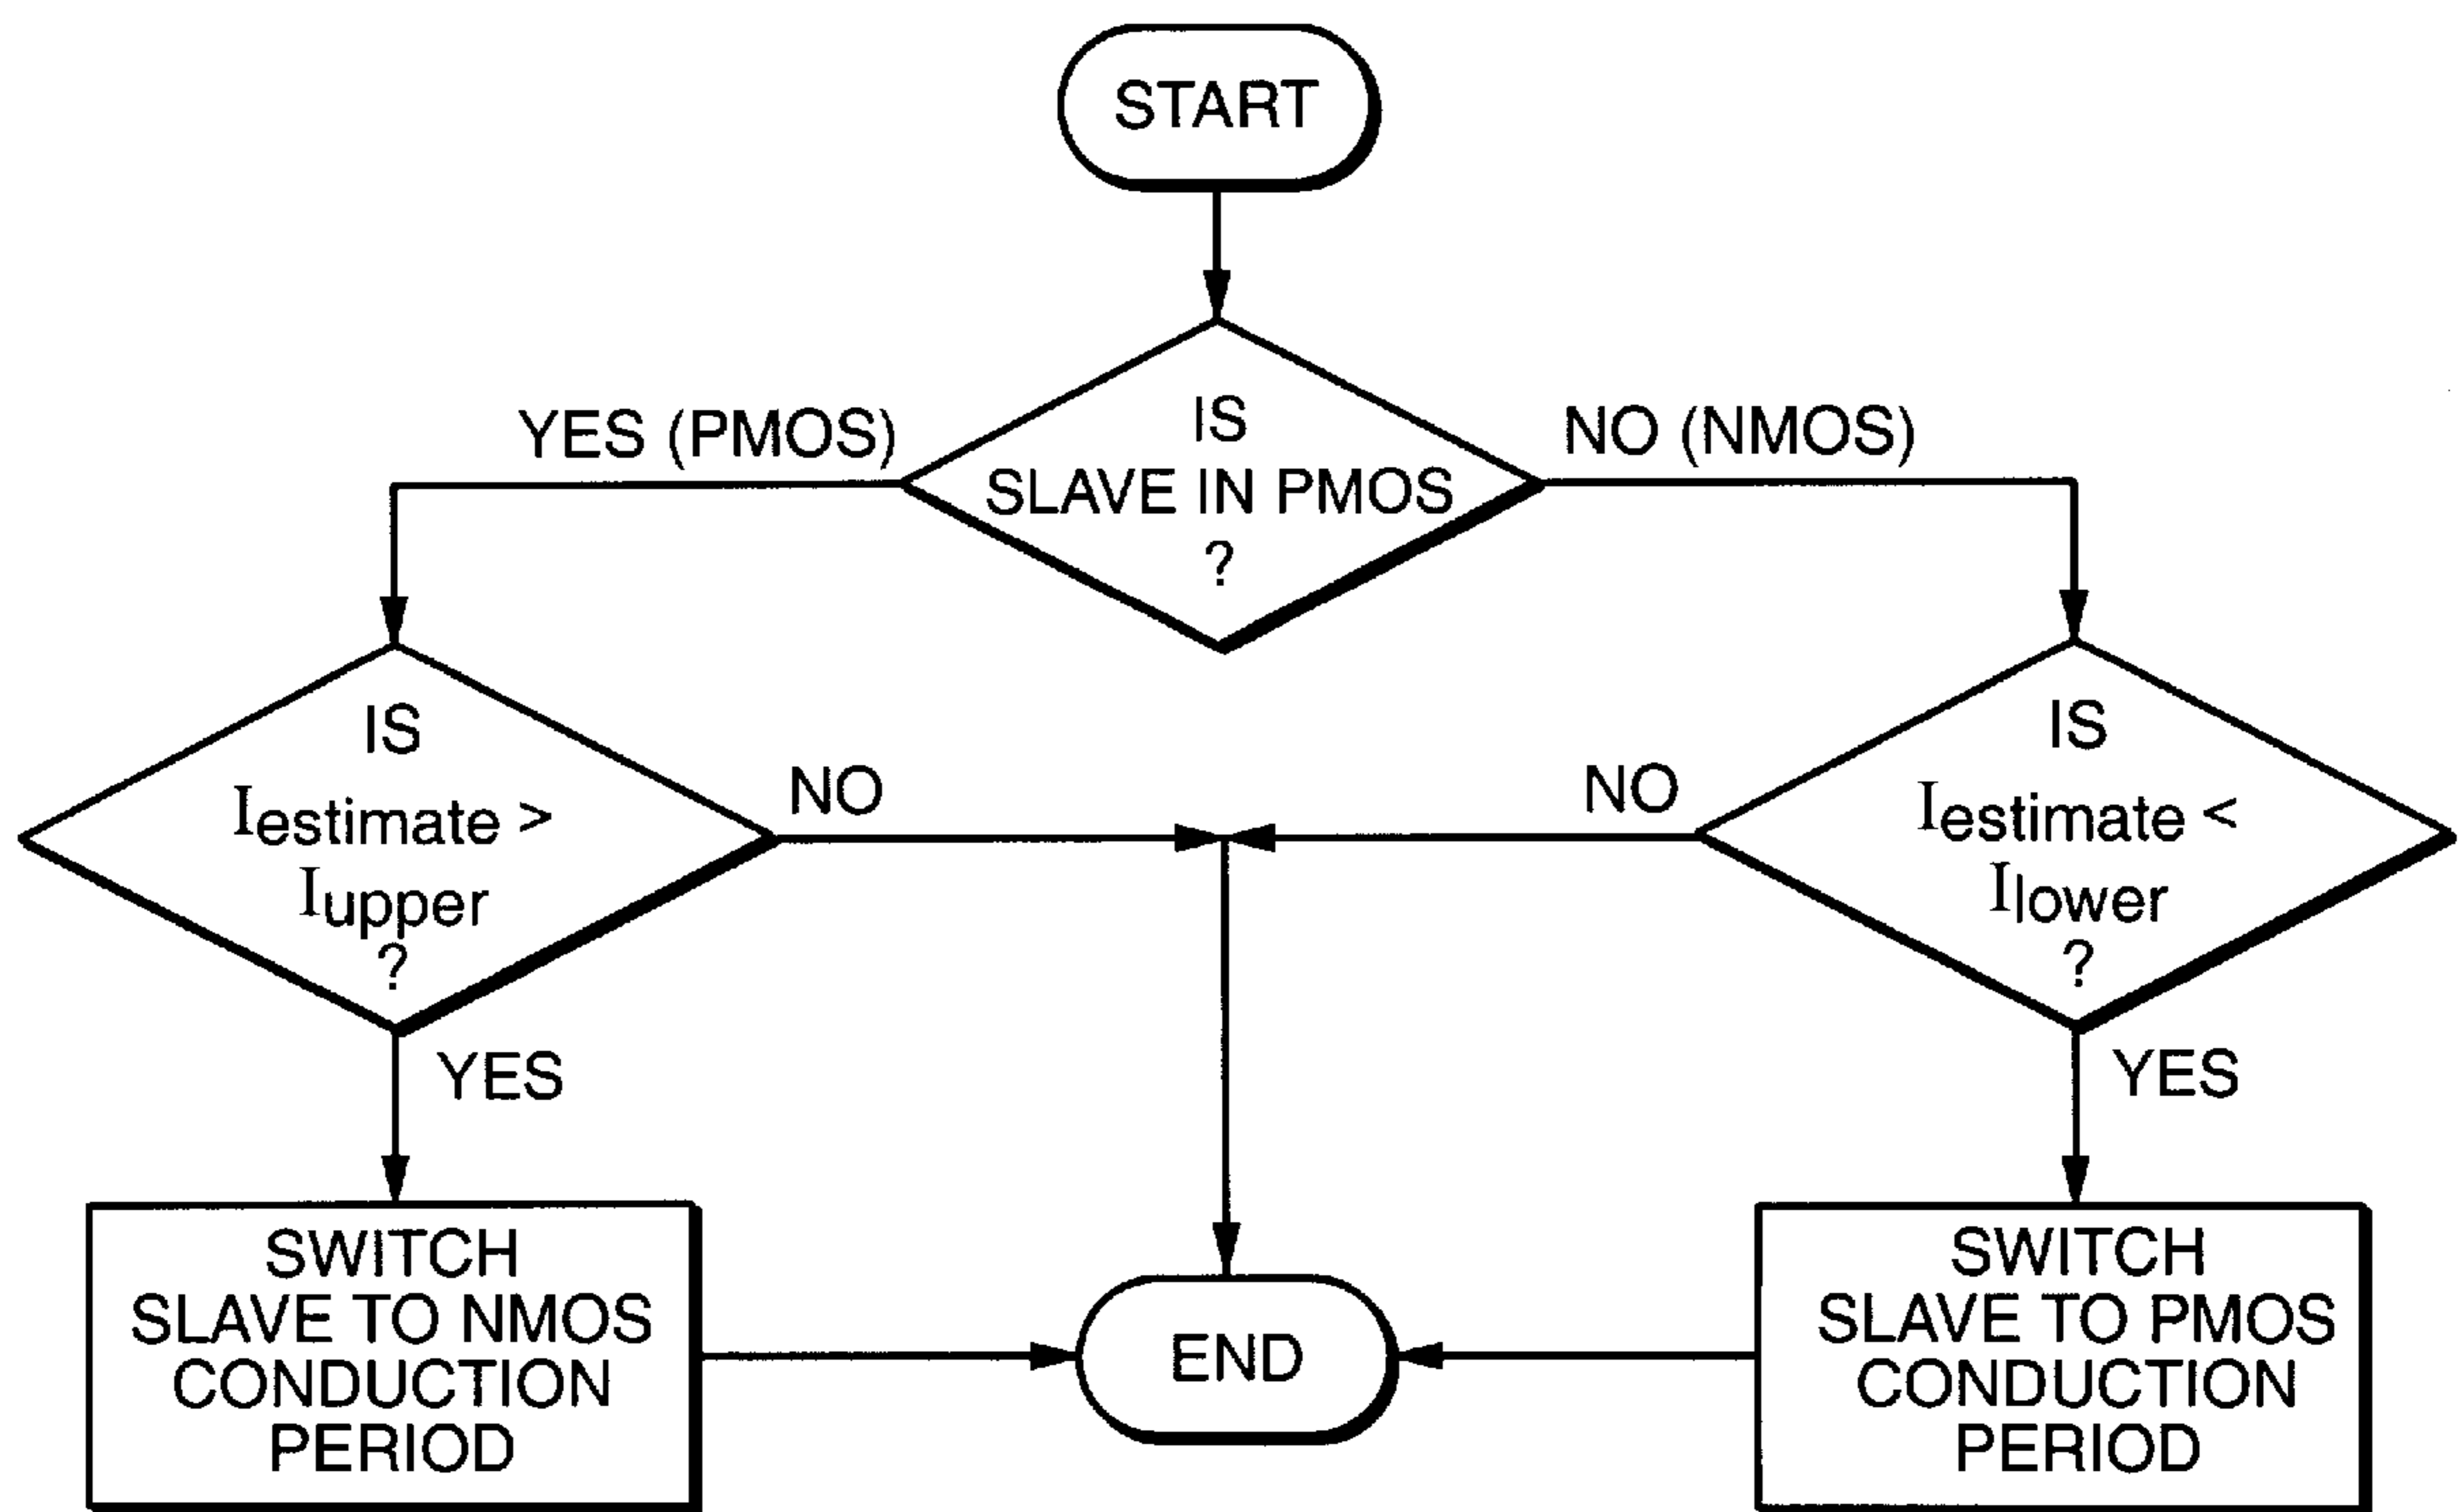 START
IS
SLAVE IN PMOS
?
YES (PMOS)
NO (NMOS)
IS
Iestimate >
Iupper
?
NO
YES
NO
IS
Iestimate <
Ilower
?
YES
SWITCH
SLAVE TO NMOS
CONDUCTION
PERIOD
END
SWITCH
SLAVE TO PMOS
CONDUCTION
PERIOD